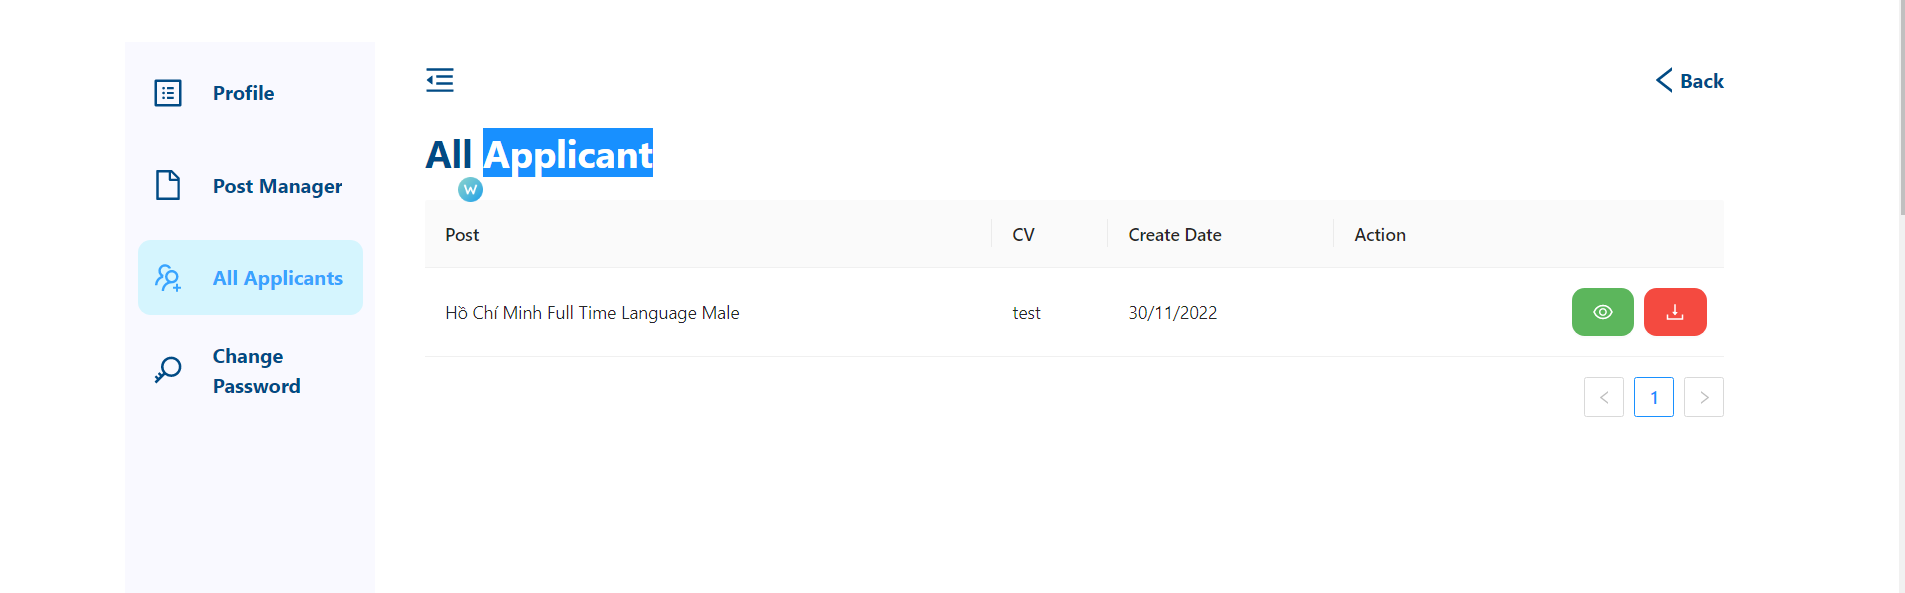 Profile
Post Manager
All Applicants
Change
Password
Back
All Applicant
W
Post CV Create Date Action
Hồ Chí Minh Full Time Language Male test 30/11/2022
< 1 >